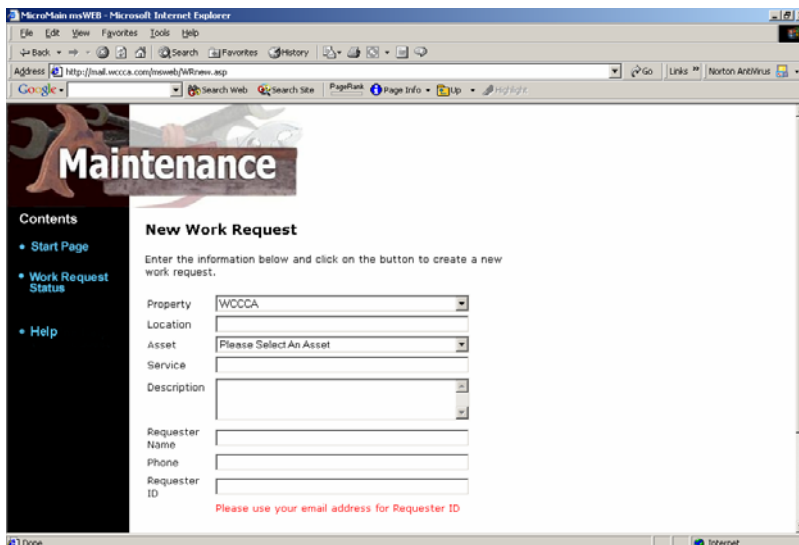 MicroMain msWEB - Microsoft Internet Explorer
File Edit View Favorites Tools Help
Back Search Favorites History
Address http://mail.wccca.com/msweb/WRnew.asp Go Links » Norton AntiVirus
Google Search Web Search Site PageRank Page Info Up Highlight
Maintenance
Contents
Start Page
Work Request
Status
Help
New Work Request
Enter the information below and click on the button to create a new
work request.
Property WCCCA
Location
Asset Please Select An Asset
Service
Description
Requester
Name
Phone
Requester
ID
Please use your email address for Requester ID
Done Internet